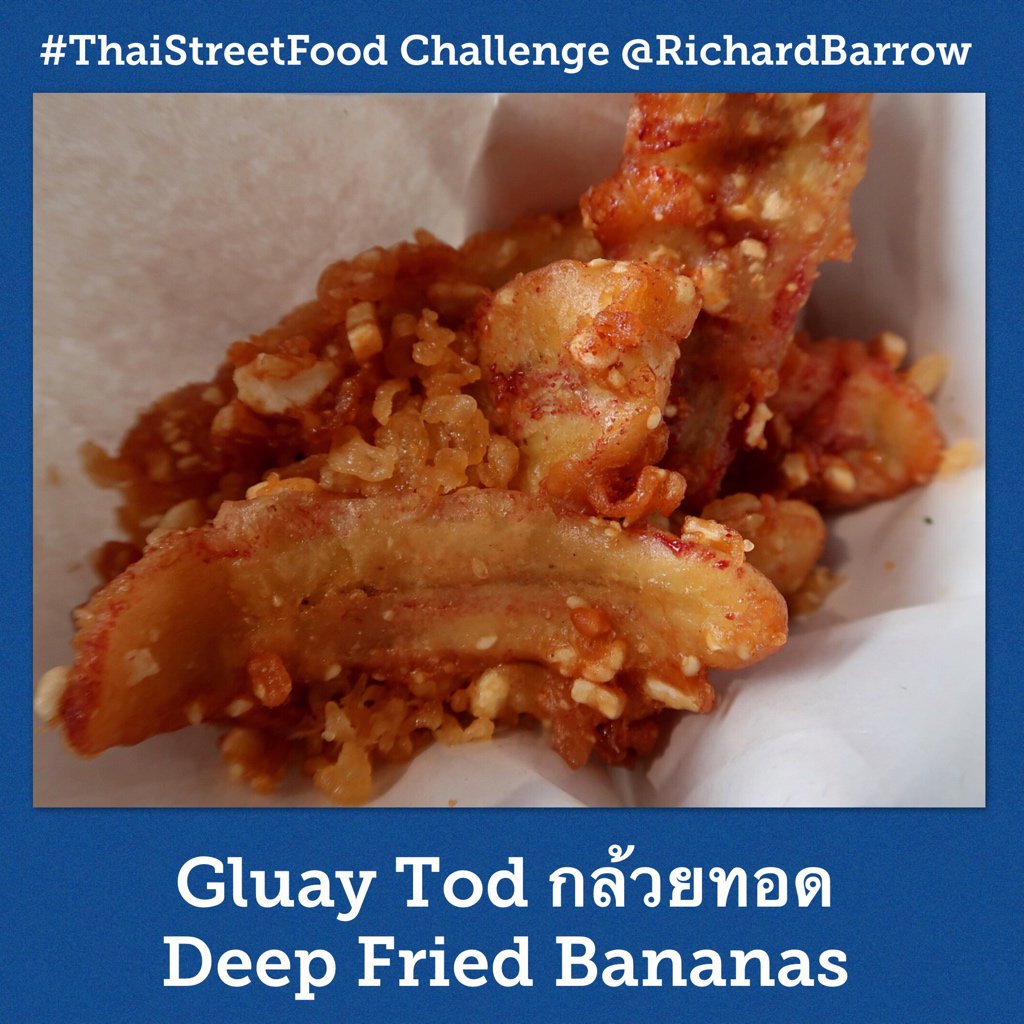 #ThaiStreetFood Challenge @RichardBarrow
Gluay Tod กล้วยทอด
Deep Fried Bananas